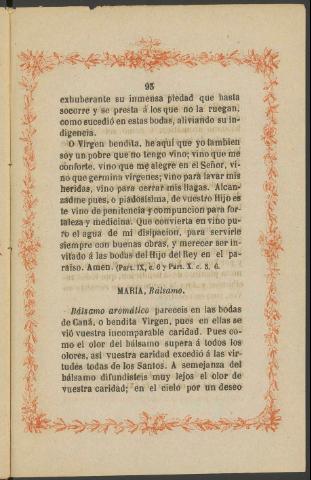 95
exhuberante su inmensa piedad que hasta
socorre y se presta á los que no la ruegan,
como sucedió en estas bodas, aliviando su in-
digencia.
O Virgen bendita, he aquí que yo tambien
soy un pobre que no tengo vino; vino que me
conforte, vino que me alegre en el Señor, vi-
no que germina vírgenes; vino para lavar mis
heridas, vino para cerrar mis llagas. Alcan-
zadme pues, o piadosísima, de vuestro Hijo es
te vino de penitencia y compuncion para for-
taleza y medicina. Que convierta en vino pu-
ro el agua de mi disipacion, para servirle
siempre con buenas obras, y merecer ser in-
vitado á las bodas del Hijo del Rey en el pa-
raiso. Amen. (Part. IX, c. 6 y Part. X. c. 5, 6.
MARIA, Bálsamo.
Bálsamo aromático pareceis en las bodas
de Caná, o bendita Virgen, pues en ellas se
vió vuestra incomparable caridad. Pues co-
mo el olor del bálsamo supera á todos los
olores, así vuestra caridad excedió á las vir-
tudes todas de los Santos. A semejanza del
bálsamo difundisteis muy lejos el olor de
vuestra caridad; en el cielo por un deseo